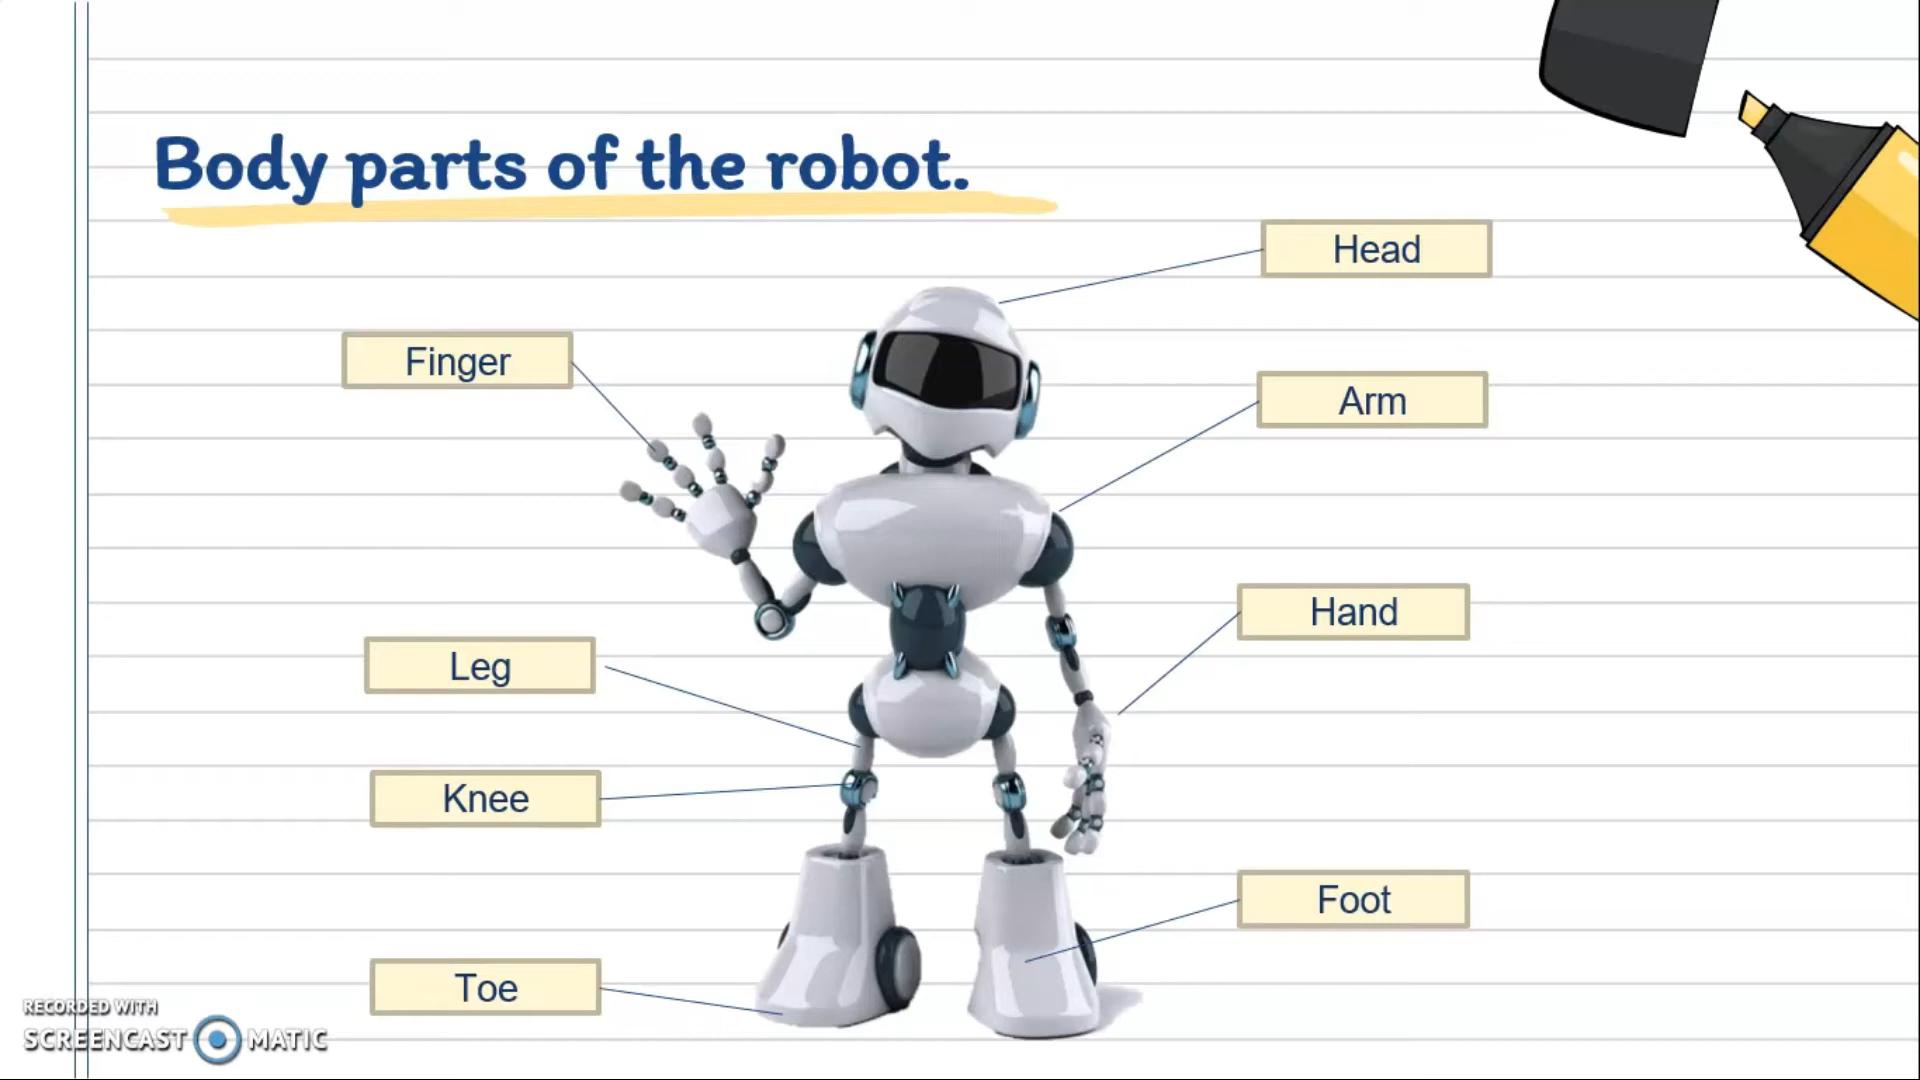 Body parts of the robot.
Head
Finger
Arm
Hand
Leg
Knee
Foot
Toe
RECORDED WITH
SCREENCAST MATIC